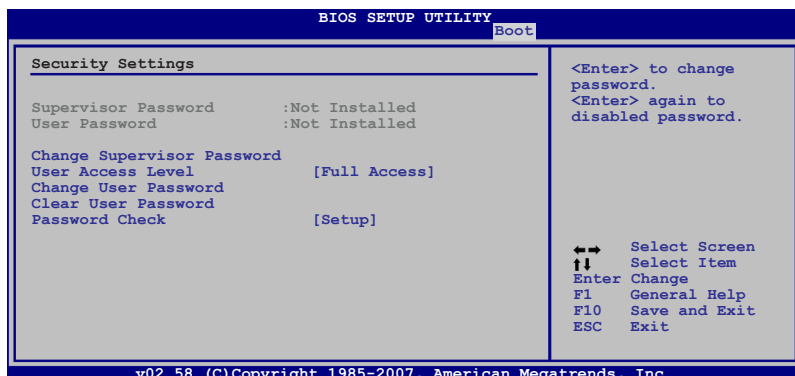 BIOS SETUP UTILITY
Boot
Security Settings
Supervisor Password :Not Installed
User Password :Not Installed
Change Supervisor Password
User Access Level [Full Access]
Change User Password
Clear User Password
Password Check [Setup]
<Enter> to change
password.
<Enter> again to
disabled password.
←→ Select Screen
↑↓ Select Item
Enter Change
F1 General Help
F10 Save and Exit
ESC Exit
v02.58 (C)Copyright 1985-2007, American Megatrends, Inc.